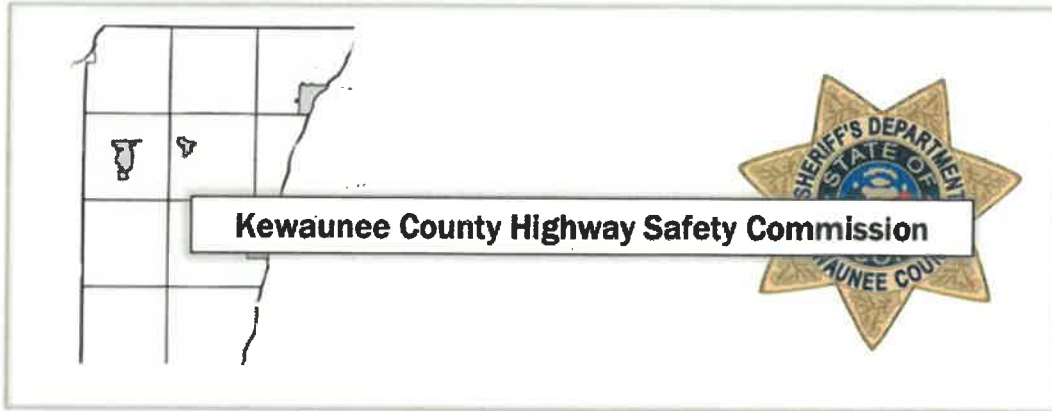 SHERIFF'S DEPARTMENT
STATE OF
Kewaunee County Highway Safety Commission